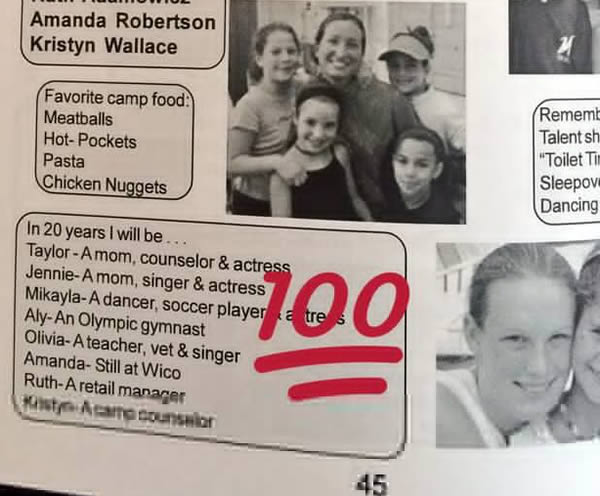 Amanda Robertson
Kristyn Wallace
Favorite camp food:
Meatballs
Hot- Pockets
Pasta
Chicken Nuggets
Rememb
Talent sh
"Toilet Ti
Sleepov
Dancing
In 20 years I will be . . .
Taylor - A mom, counselor & actress
Jennie- A mom, singer & actress
Mikayla- A dancer, soccer player & actress
Aly- An Olympic gymnast
Olivia- A teacher, vet & singer
Amanda- Still at Wico
Ruth- A retail manager
Kristyn- A camp counselor
100
45